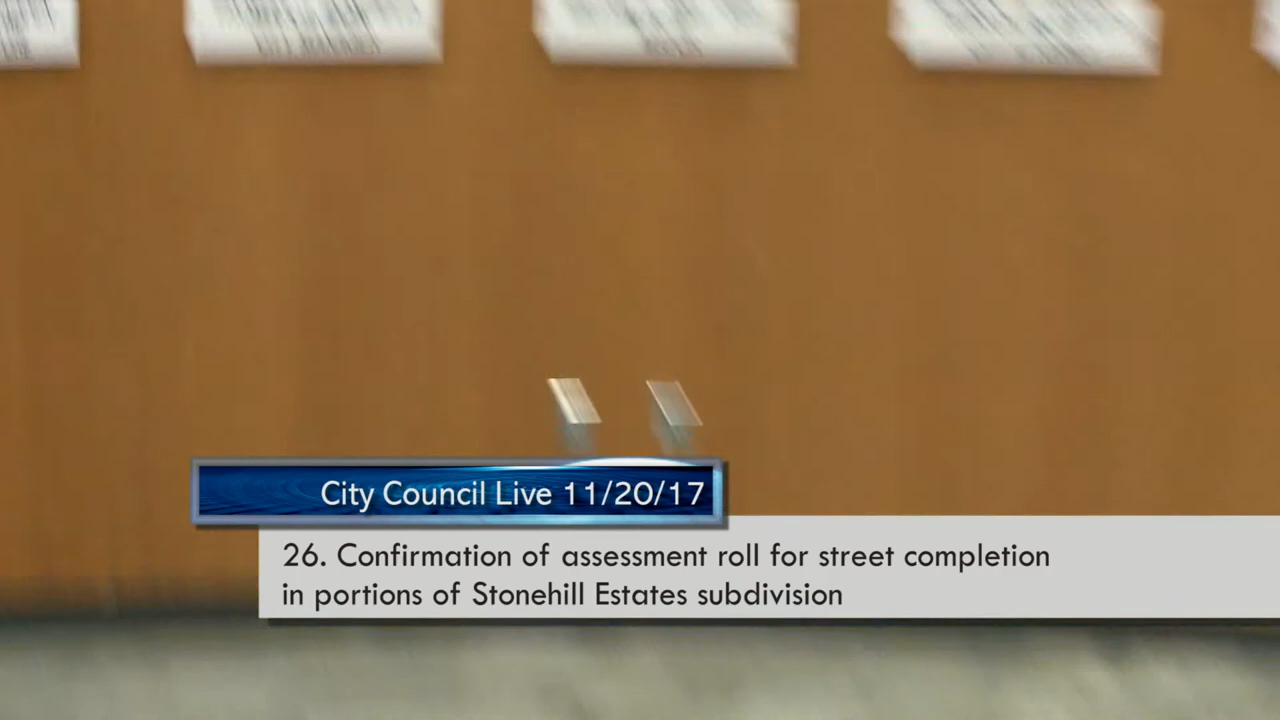 City Council Live 11/20/17
26. Confirmation of assessment roll for street completion
in portions of Stonehill Estates subdivision